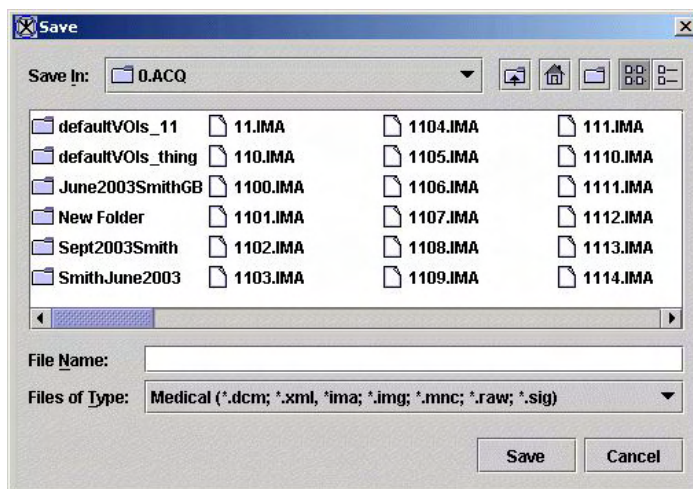 Save
Save In: 0.ACQ
defaultVOIs_11 11.IMA 1104.IMA 111.IMA
defaultVOIs_thing 110.IMA 1105.IMA 1110.IMA
June2003SmithGB 1100.IMA 1106.IMA 1111.IMA
New Folder 1101.IMA 1107.IMA 1112.IMA
Sept2003Smith 1102.IMA 1108.IMA 1113.IMA
SmithJune2003 1103.IMA 1109.IMA 1114.IMA
File Name:
Files of Type: Medical (*.dcm; *.xml, *ima; *.img; *.mnc; *.raw; *.sig)
Save Cancel